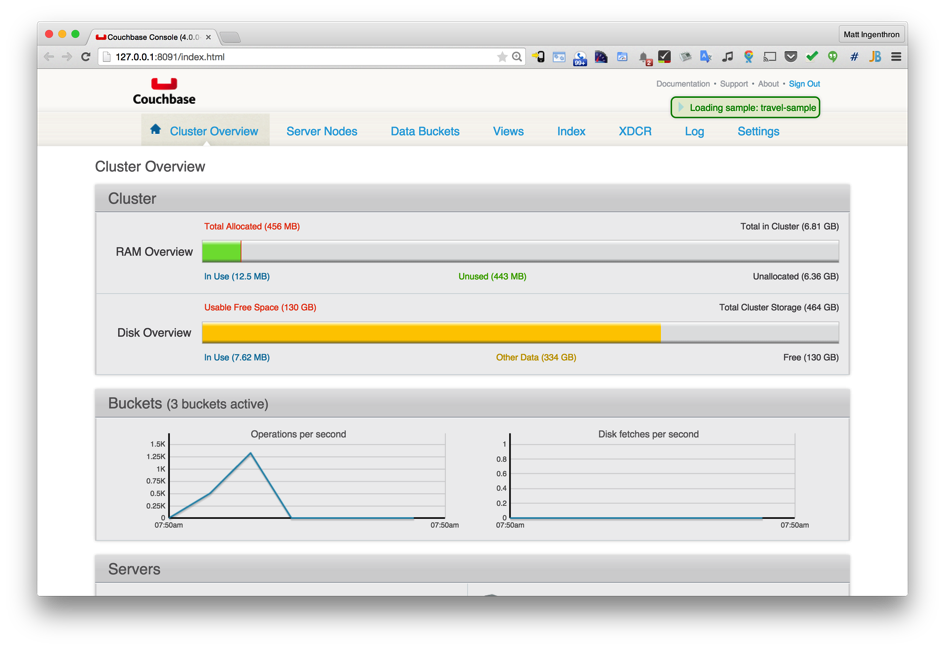 Couchbase Console (4.0.0
Matt Ingenthron
127.0.0.1:8091/index.html
99+
2
#
JB
Couchbase
Documentation • Support • About • Sign Out
Loading sample: travel-sample
Cluster Overview Server Nodes Data Buckets Views Index XDCR Log Settings
Cluster Overview
Cluster
Total Allocated (456 MB) Total in Cluster (6.81 GB)
RAM Overview
In Use (12.5 MB) Unused (443 MB) Unallocated (6.36 GB)
Usable Free Space (130 GB) Total Cluster Storage (464 GB)
Disk Overview
In Use (7.62 MB) Other Data (334 GB) Free (130 GB)
Buckets (3 buckets active)
Operations per second
1.5K
1.25K
1K
0.75K
0.5K
0.25K
0
07:50am 07:50am
Disk fetches per second
1
0.8
0.6
0.4
0.2
0
07:50am 07:50am
Servers